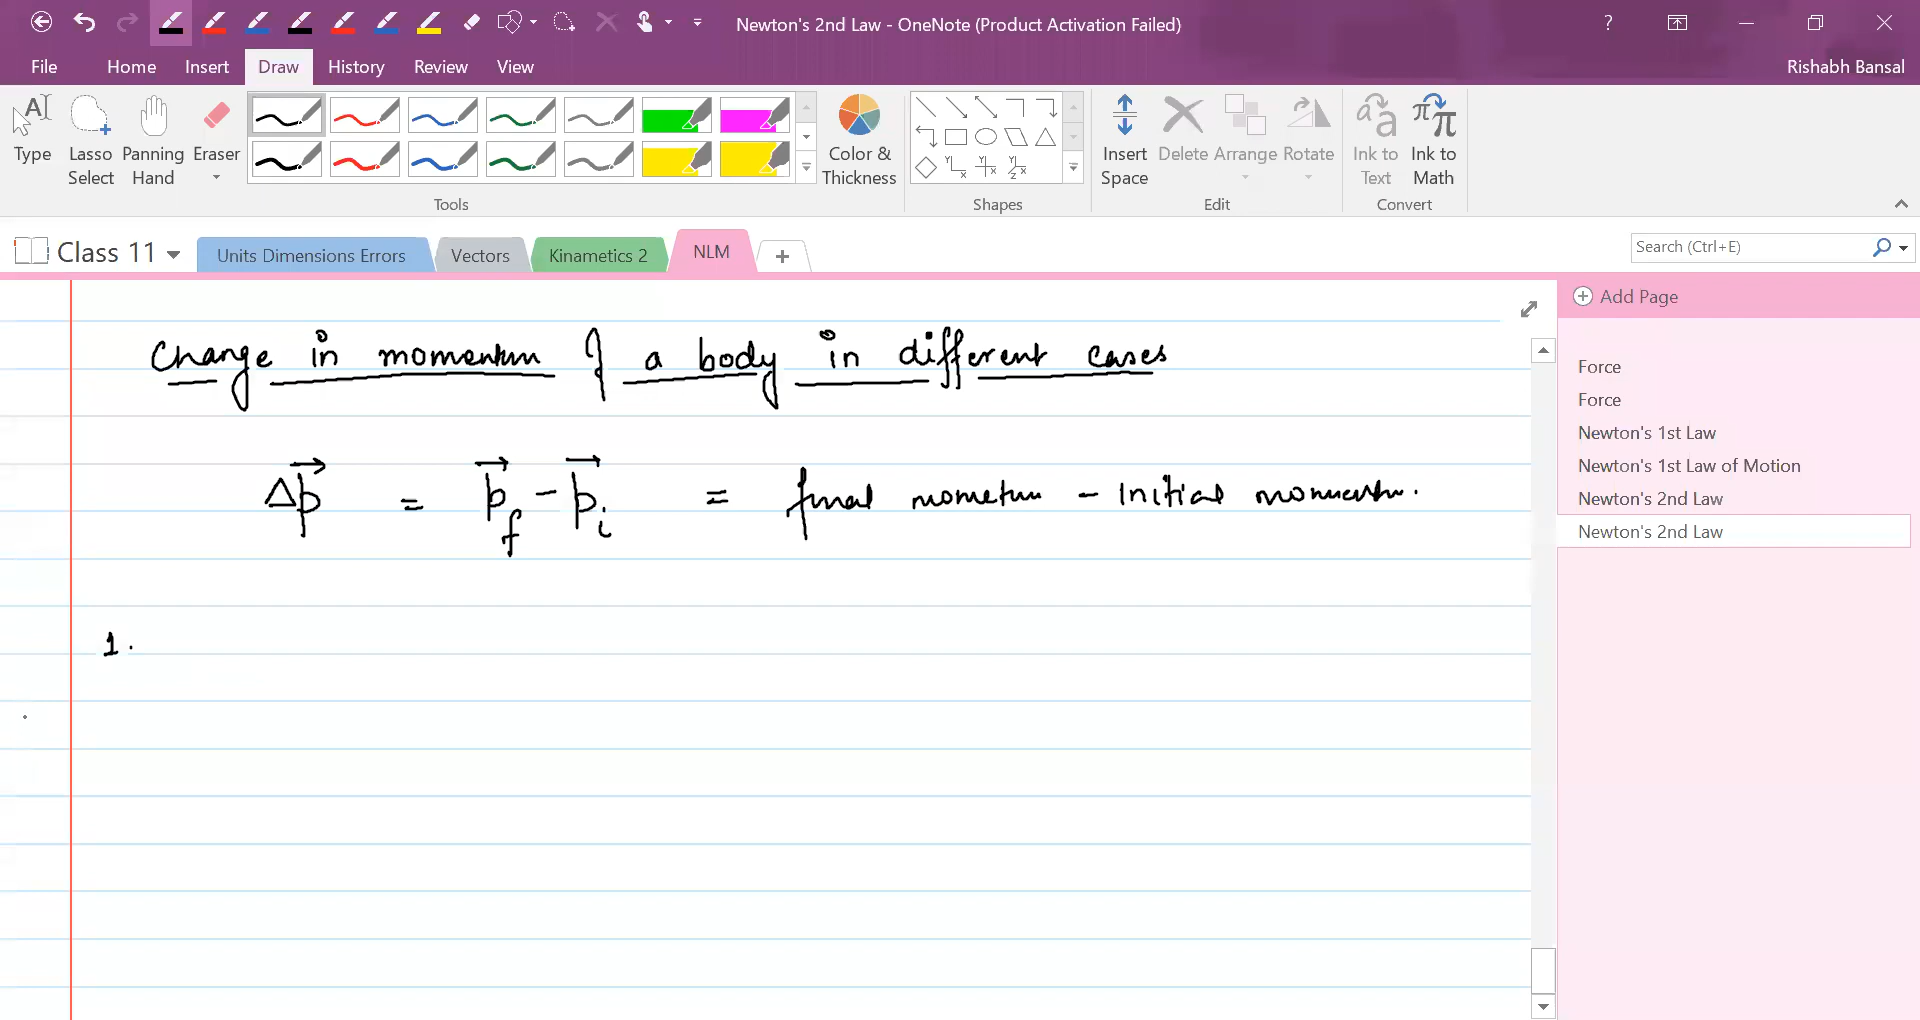 Newton's 2nd Law - OneNote (Product Activation Failed)
?
File Home Insert Draw History Review View
Rishabh Bansal
Type
Lasso Select
Panning Hand
Eraser
Color & Thickness
Insert Space
Delete
Arrange
Rotate
Ink to Text
Ink to Math
Tools
Shapes
Edit
Convert
Class 11
Units Dimensions Errors
Vectors
Kinametics 2
NLM
Search (Ctrl+E)
Add Page
Force
Force
Newton's 1st Law
Newton's 1st Law of Motion
Newton's 2nd Law
Newton's 2nd Law
Change in momentum of a body in different cases
Δp⃗ = p⃗f - p⃗i = final mometum - initial momentum.
1.